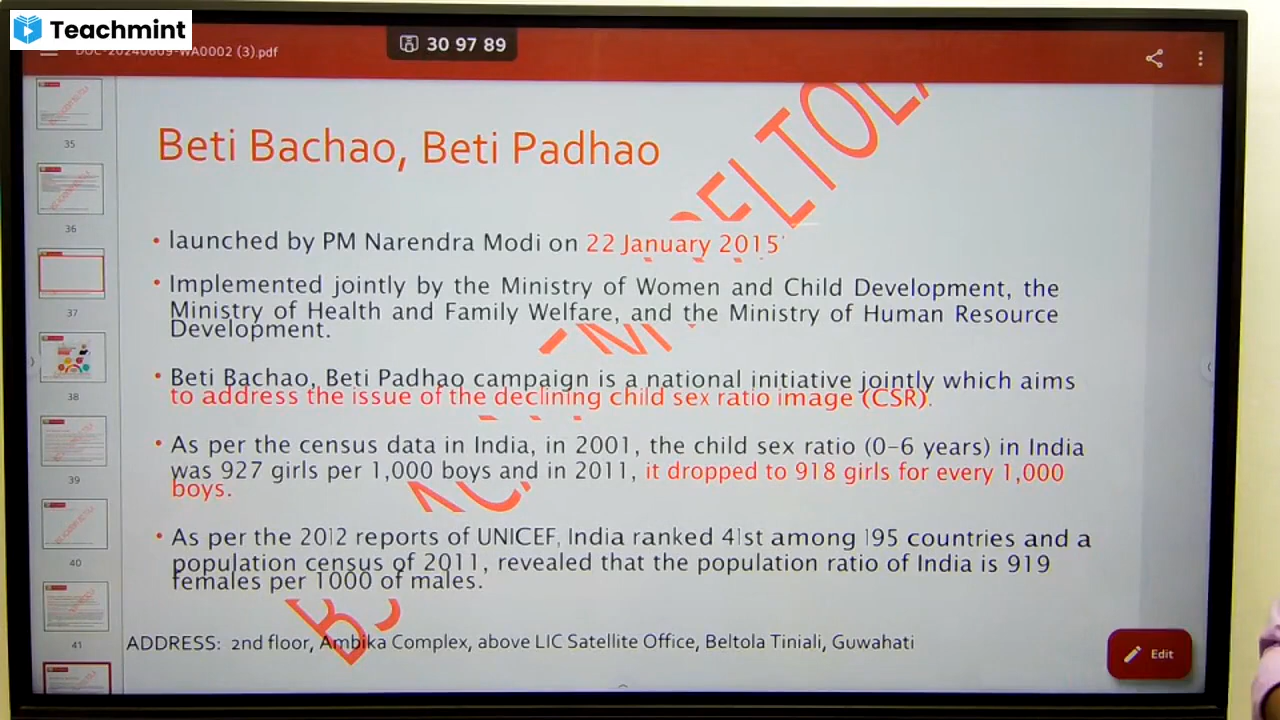 Teachmint
DOC-20240609-WA0002 (3).pdf
30 97 89
Beti Bachao, Beti Padhao
• launched by PM Narendra Modi on 22 January 2015
• Implemented jointly by the Ministry of Women and Child Development, the
Ministry of Health and Family Welfare, and the Ministry of Human Resource
Development.
• Beti Bachao, Beti Padhao campaign is a national initiative jointly which aims
to address the issue of the declining child sex ratio image (CSR).
• As per the census data in India, in 2001, the child sex ratio (0-6 years) in India
was 927 girls per 1,000 boys and in 2011, it dropped to 918 girls for every 1,000
boys.
• As per the 2012 reports of UNICEF, India ranked 41st among 195 countries and a
population census of 2011, revealed that the population ratio of India is 919
females per 1000 of males.
ADDRESS: 2nd floor, Ambika Complex, above LIC Satellite Office, Beltola Tiniali, Guwahati
Edit
35
36
37
38
39
40
41